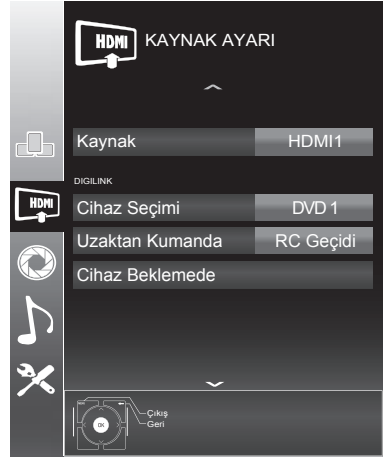 HDMI KAYNAK AYARI
Kaynak HDMI1
DIGILINK
HDMI
Cihaz Seçimi DVD 1
Uzaktan Kumanda RC Geçidi
Cihaz Beklemede
Çıkış
Geri
OK